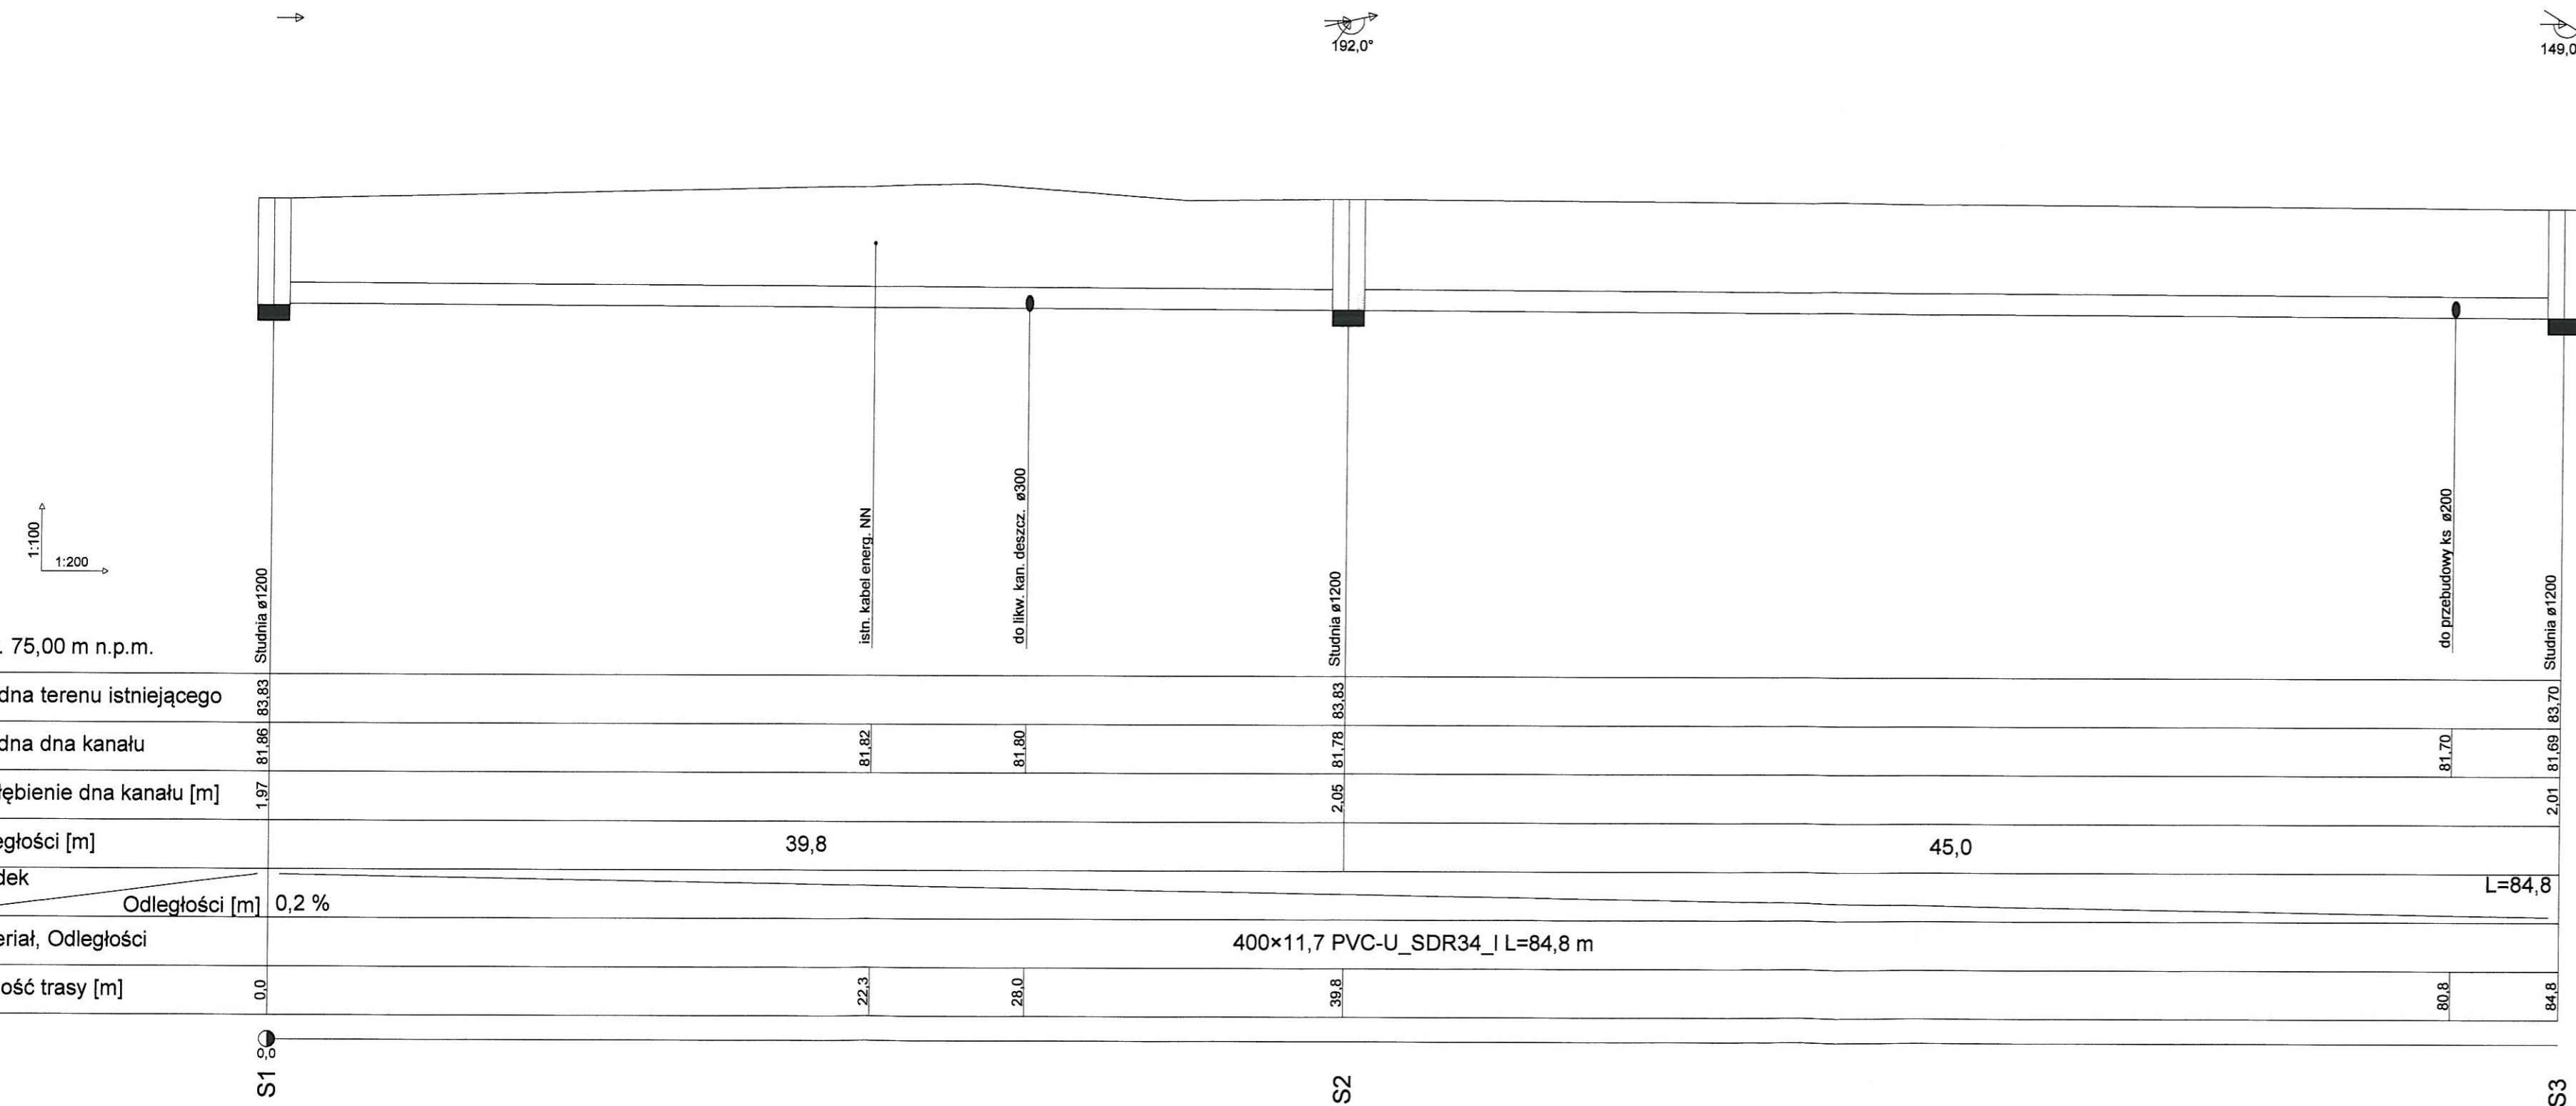 192,0°
149,0
1:100
1:200
Studnia ø1200
istn. kabel energ. NN
do likw. kan. deszcz. ø300
Studnia ø1200
do przebudowy ks ø200
Studnia ø1200
. 75,00 m n.p.m.
dna terenu istniejącego 83,83 83,83 83,70
dna dna kanału 81,86 81,82 81,80 81,78 81,70 81,69
łębienie dna kanału [m] 1,97 2,05 2,01
egłości [m] 39,8 45,0
dek
L=84,8
Odległości [m] 0,2 %
eriał, Odległości 400×11,7 PVC-U_SDR34_I L=84,8 m
ość trasy [m] 0,0 22,3 28,0 39,8 80,8 84,8
0,0
S1 S2 S3